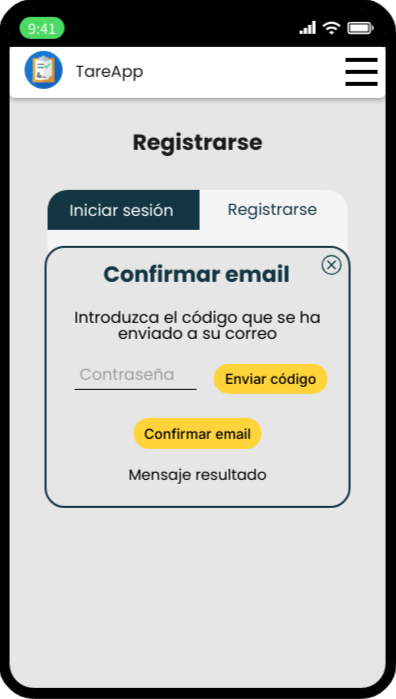 9:41
TareApp
Registrarse
Iniciar sesión
Registrarse
Confirmar email
Introduzca el código que se ha
enviado a su correo
Contraseña
Enviar código
Confirmar email
Mensaje resultado